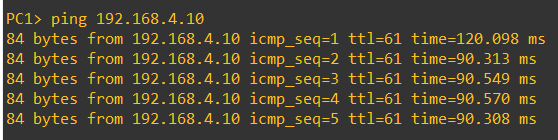 PC1> ping 192.168.4.10
84 bytes from 192.168.4.10 icmp_seq=1 ttl=61 time=120.098 ms
84 bytes from 192.168.4.10 icmp_seq=2 ttl=61 time=90.313 ms
84 bytes from 192.168.4.10 icmp_seq=3 ttl=61 time=90.549 ms
84 bytes from 192.168.4.10 icmp_seq=4 ttl=61 time=90.570 ms
84 bytes from 192.168.4.10 icmp_seq=5 ttl=61 time=90.308 ms